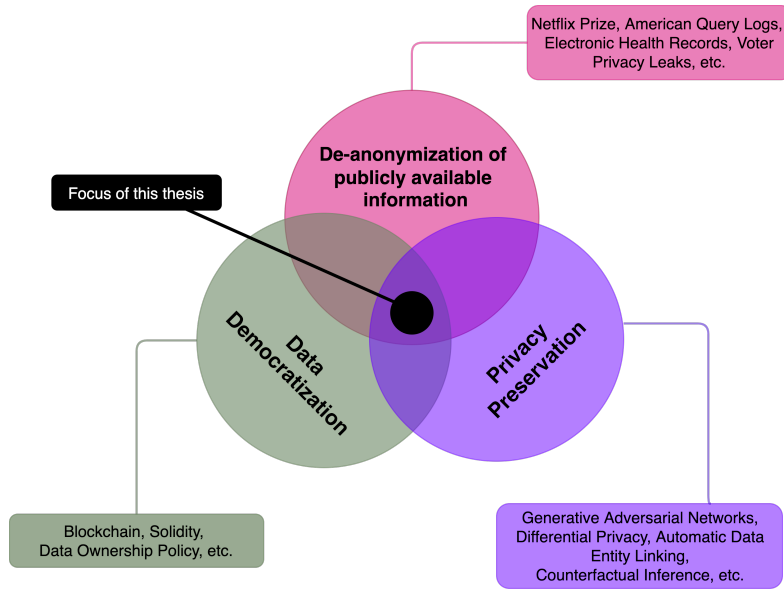 Netflix Prize, American Query Logs,
Electronic Health Records, Voter
Privacy Leaks, etc.
De-anonymization of
publicly available
information
Focus of this thesis
Data
Democratization
Privacy
Preservation
Blockchain, Solidity,
Data Ownership Policy, etc.
Generative Adversarial Networks,
Differential Privacy, Automatic Data
Entity Linking,
Counterfactual Inference, etc.